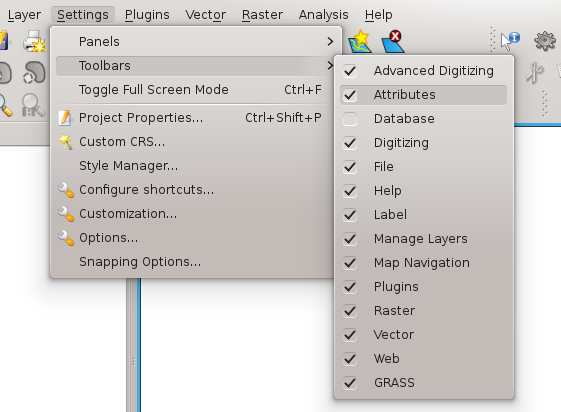 Layer Settings Plugins Vector Raster Analysis Help
Panels
Toolbars
Toggle Full Screen Mode Ctrl+F
Project Properties... Ctrl+Shift+P
Custom CRS...
Style Manager...
Configure shortcuts...
Customization...
Options...
Snapping Options...
Advanced Digitizing
Attributes
Database
Digitizing
File
Help
Label
Manage Layers
Map Navigation
Plugins
Raster
Vector
Web
GRASS